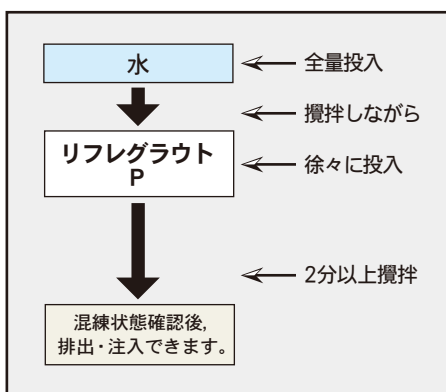 水
全量投入
攪拌しながら
リフレグラウト
P
徐々に投入
2分以上攪拌
混練状態確認後,
排出・注入できます。